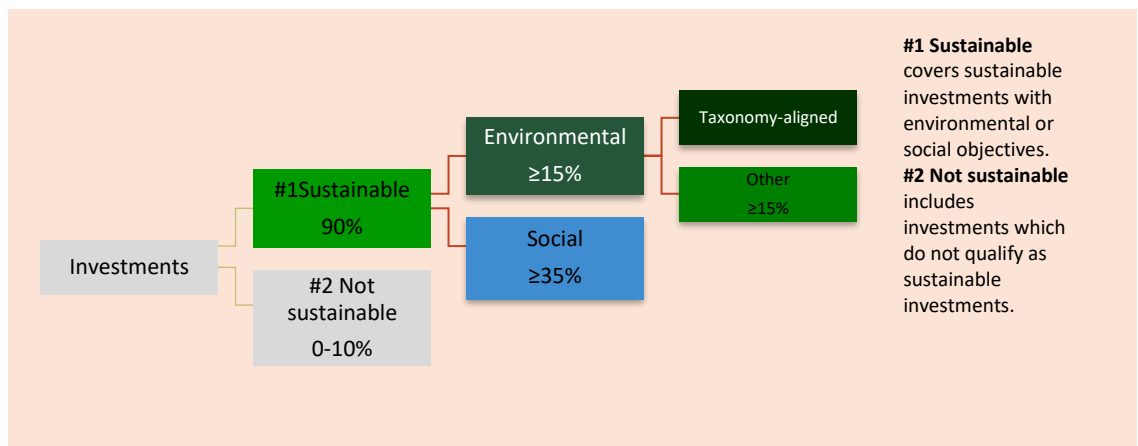 Investments
#1Sustainable
90%
#2 Not
sustainable
0-10%
Environmental
≥15%
Social
≥35%
Taxonomy-aligned
Other
≥15%
#1 Sustainable
covers sustainable
investments with
environmental or
social objectives.
#2 Not sustainable
includes
investments which
do not qualify as
sustainable
investments.